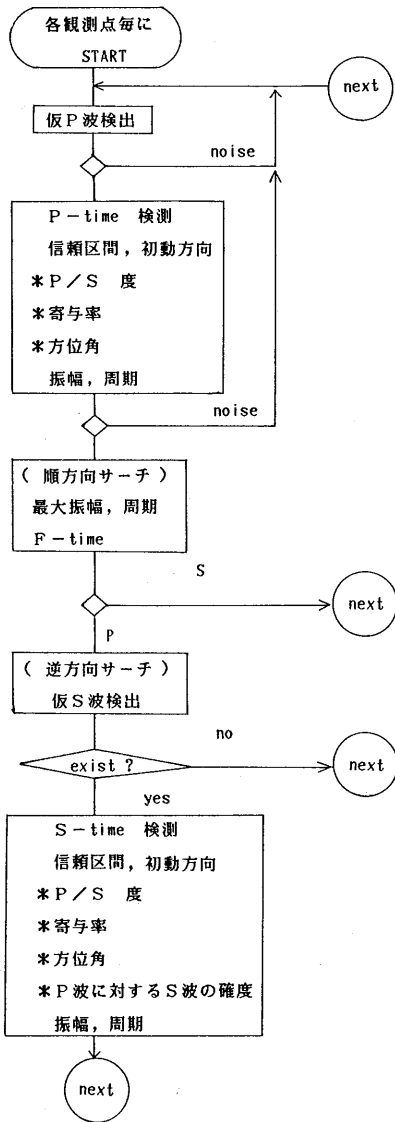 各観測点毎に
START
next
仮P波検出
noise
P-time 検測
信頼区間,初動方向
*P/S 度
*寄与率
*方位角
振幅,周期
noise
( 順方向サーチ )
最大振幅,周期
F-time
S
next
P
( 逆方向サーチ )
仮S波検出
no
exist ?
next
yes
S-time 検測
信頼区間,初動方向
*P/S 度
*寄与率
*方位角
*P波に対するS波の確度
振幅,周期
next